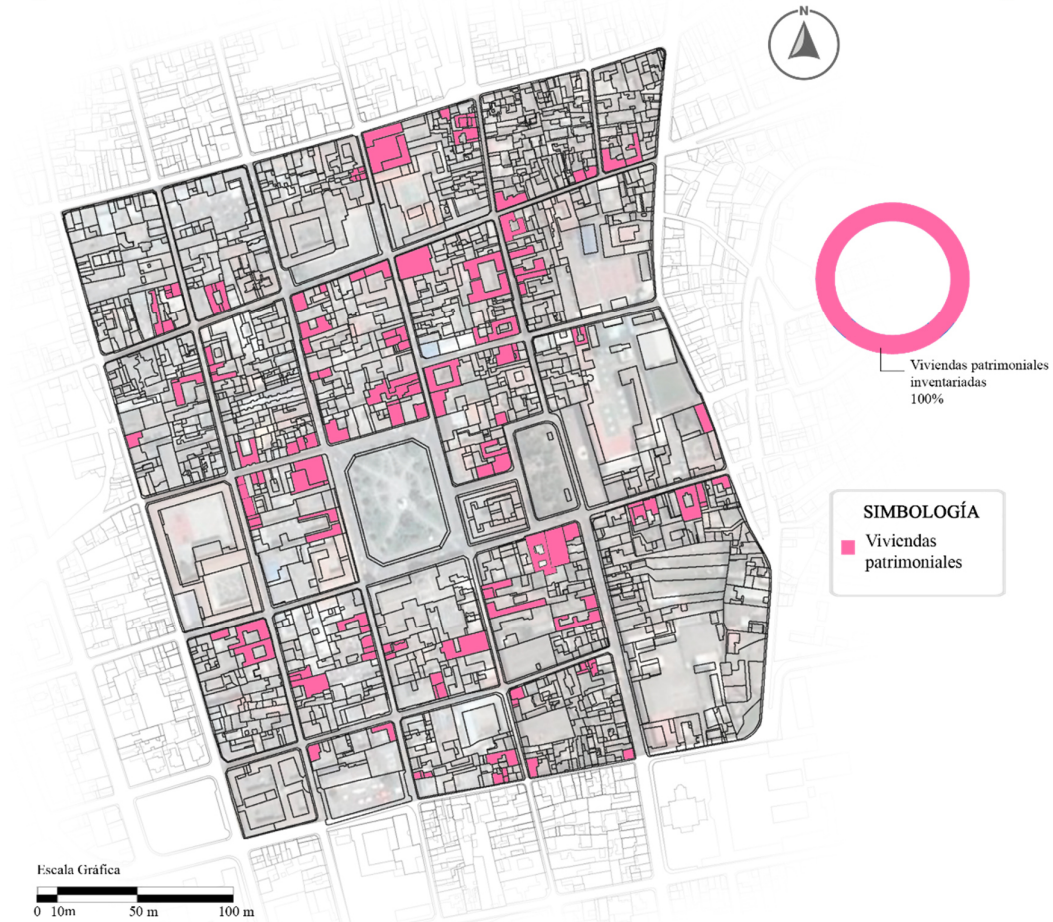 N
Viviendas patrimoniales
inventariadas
100%
SIMBOLOGÍA
Viviendas
patrimoniales
Escala Gráfica
0 10m 50 m 100 m